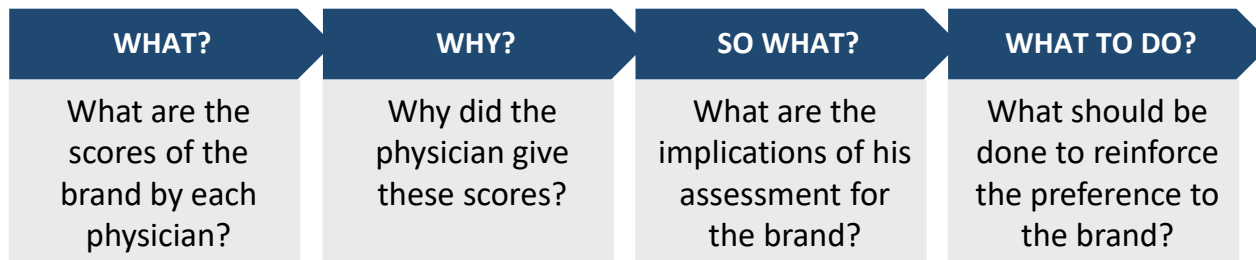 WHAT?
What are the
scores of the
brand by each
physician?
WHY?
Why did the
physician give
these scores?
SO WHAT?
What are the
implications of his
assessment for
the brand?
WHAT TO DO?
What should be
done to reinforce
the preference to
the brand?